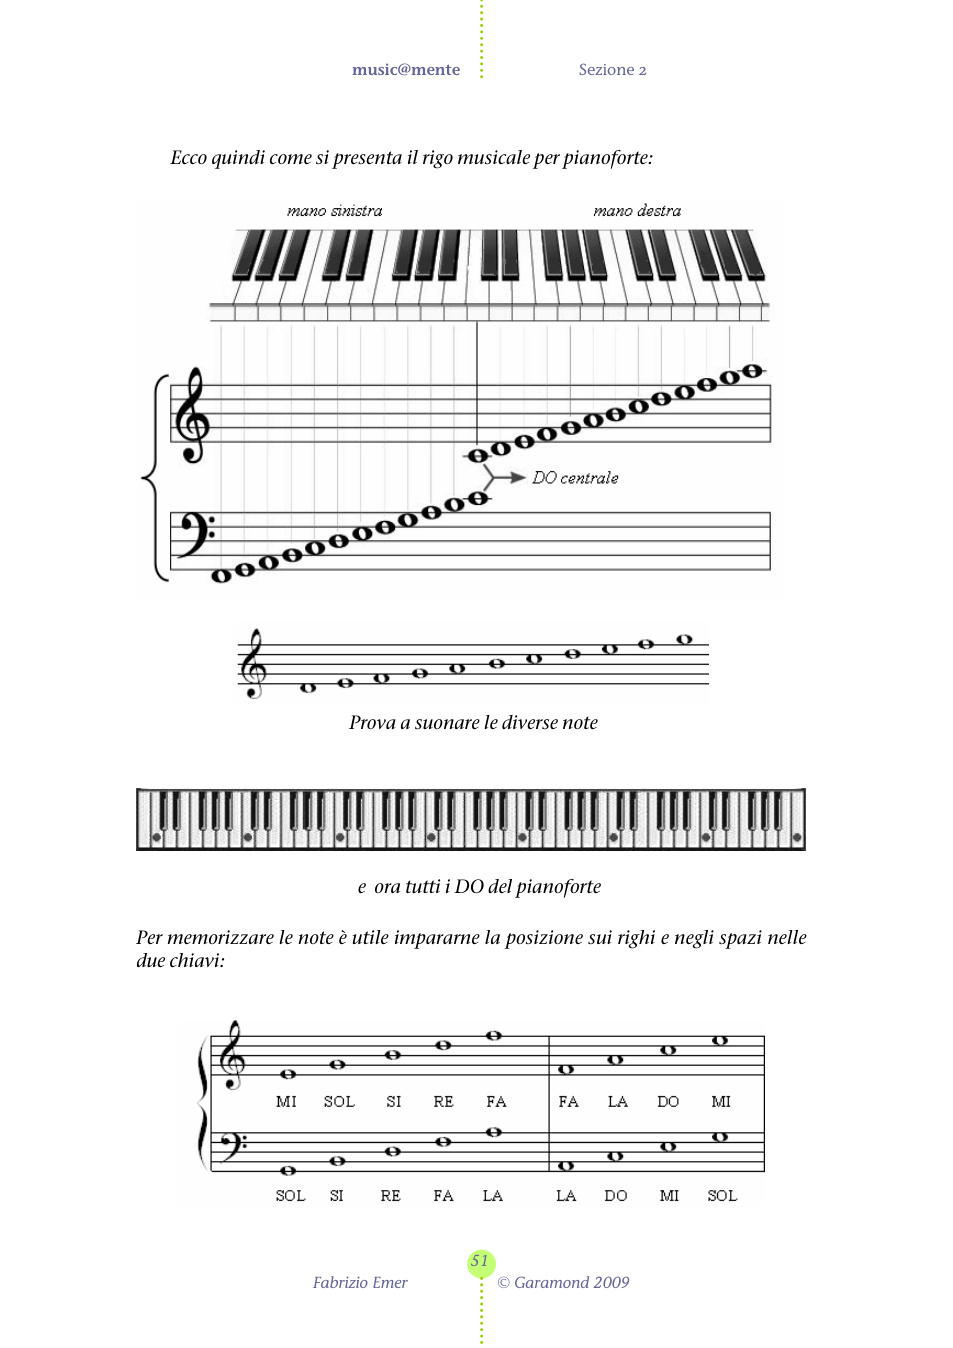 music@mente Sezione 2
Ecco quindi come si presenta il rigo musicale per pianoforte:
mano sinistra mano destra
DO centrale
Prova a suonare le diverse note
e ora tutti i DO del pianoforte
Per memorizzare le note è utile impararne la posizione sui righi e negli spazi nelle
due chiavi:
MI SOL SI RE FA FA LA DO MI
SOL SI RE FA LA LA DO MI SOL
51
Fabrizio Emer © Garamond 2009